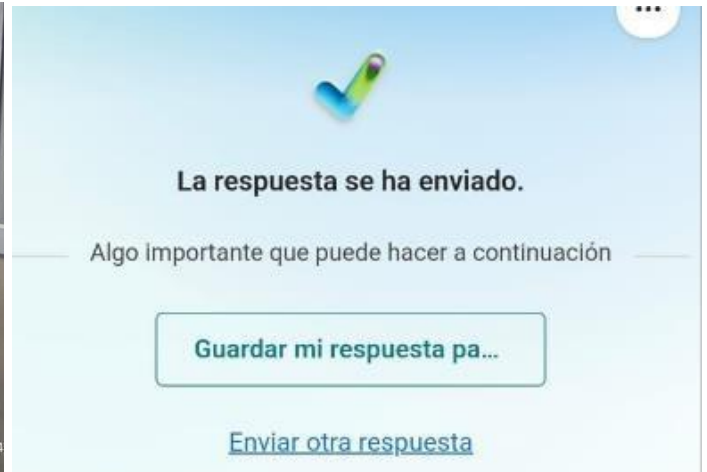 La respuesta se ha enviado.
Algo importante que puede hacer a continuación
Guardar mi respuesta pa...
Enviar otra respuesta